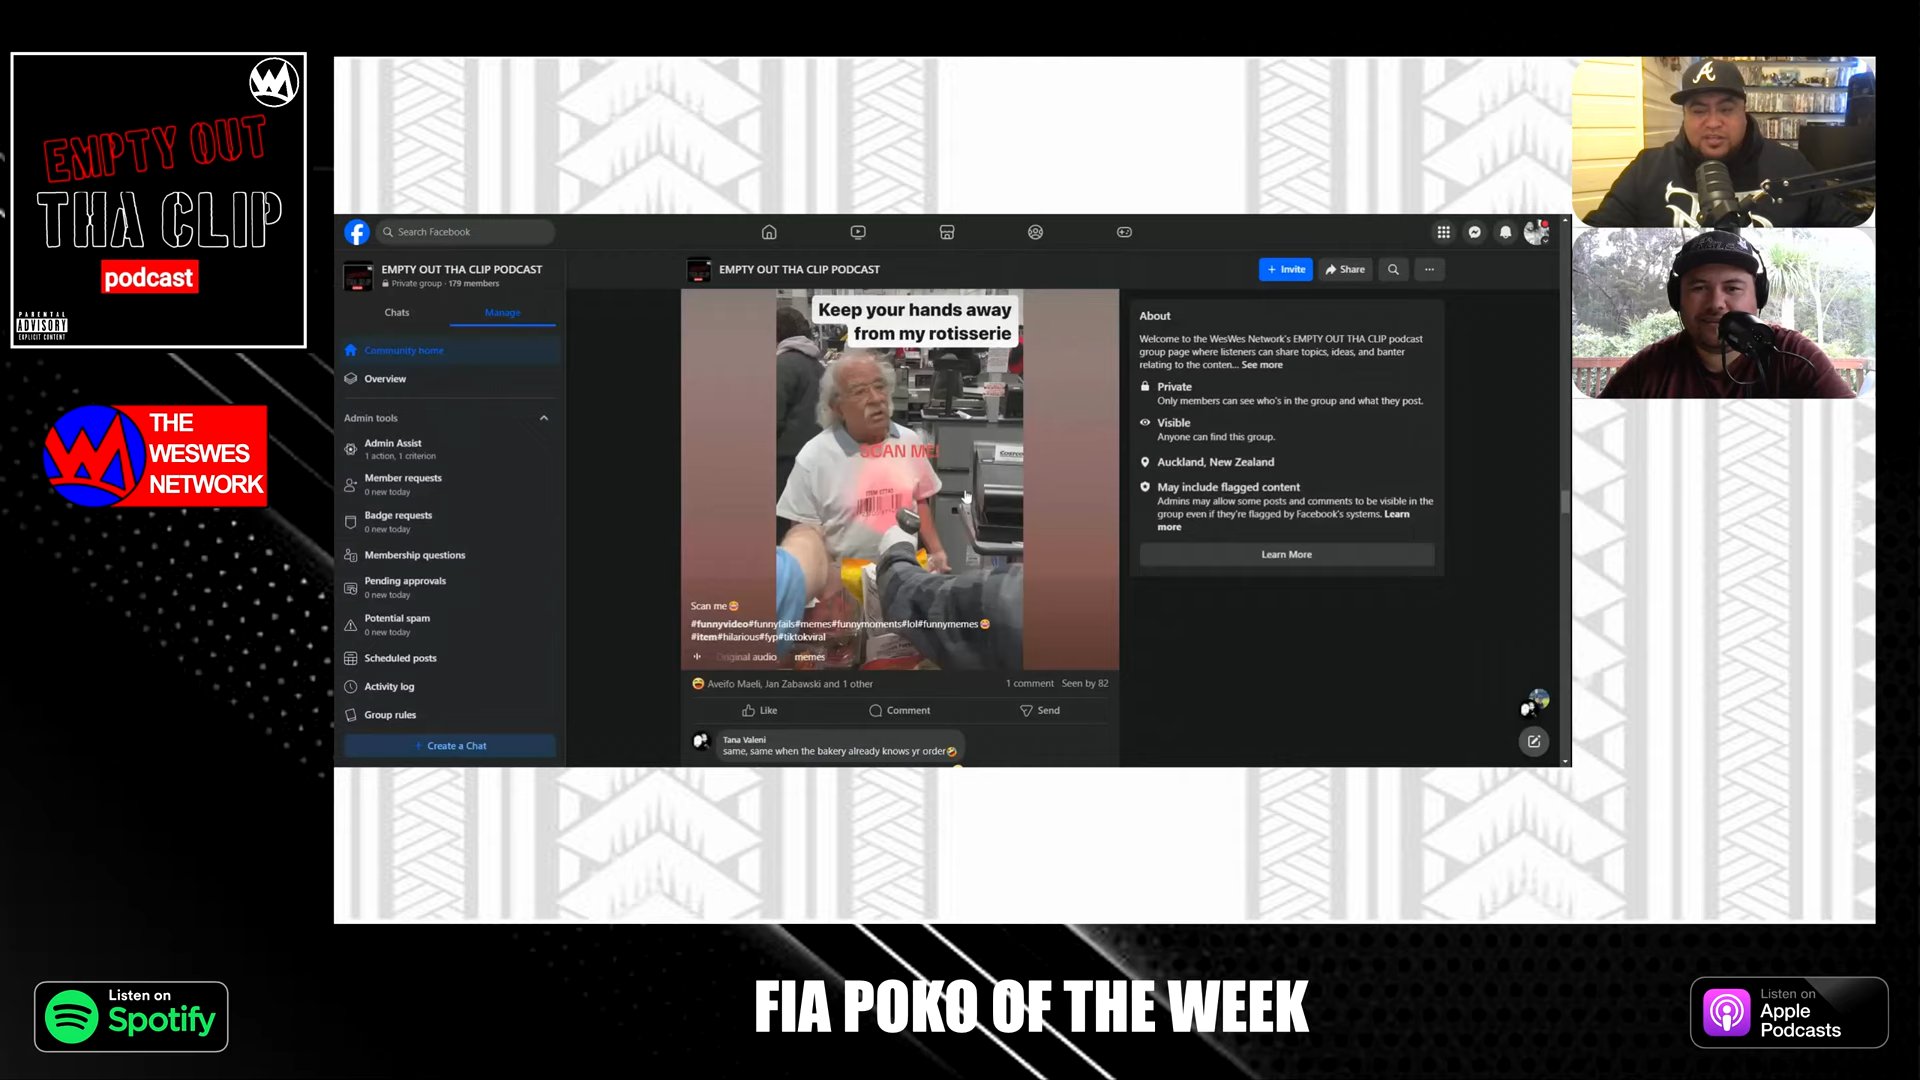 EMPTY OUT
THA CLIP
podcast
PARENTAL
ADVISORY
EXPLICIT CONTENT
THE
WESWES
NETWORK
Search Facebook
EMPTY OUT THA CLIP PODCAST
Private group · 179 members
Chats
Manage
Community home
Overview
Admin tools
Admin Assist
1 action, 1 criterion
Member requests
0 new today
Badge requests
0 new today
Membership questions
Pending approvals
0 new today
Potential spam
0 new today
Scheduled posts
Activity log
Group rules
+ Create a Chat
EMPTY OUT THA CLIP PODCAST
+ Invite
Share
Keep your hands away
from my rotisserie
SCAN ME!
Scan me
#funnyvideo#funnyfails#memes#funnymoments#lol#funnymemes
#item#hilarious#fyp#tiktokviral
Original audio
memes
Aveifo Maeli, Jan Zabawski and 1 other
1 comment
Seen by 82
Like
Comment
Send
Tana Valeni
same, same when the bakery already knows yr order
About
Welcome to the WesWes Network's EMPTY OUT THA CLIP podcast
group page where listeners can share topics, ideas, and banter
relating to the conten... See more
Private
Only members can see who's in the group and what they post.
Visible
Anyone can find this group.
Auckland, New Zealand
May include flagged content
Admins may allow some posts and comments to be visible in the
group even if they're flagged by Facebook's systems. Learn
more
Learn More
A
Listen on
Spotify
FIA POKO OF THE WEEK
Listen on
Apple
Podcasts